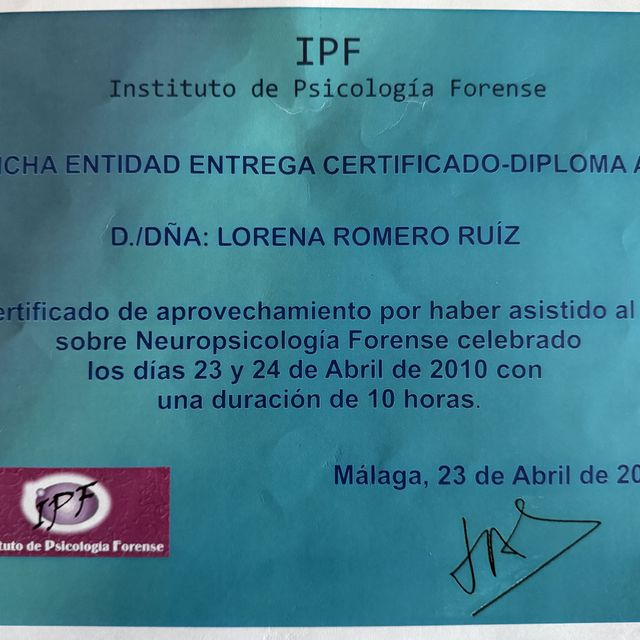 IPF
Instituto de Psicología Forense
ICHA ENTIDAD ENTREGA CERTIFICADO-DIPLOMA A
D./DÑA: LORENA ROMERO RUÍZ
ertificado de aprovechamiento por haber asistido al
sobre Neuropsicología Forense celebrado
los días 23 y 24 de Abril de 2010 con
una duración de 10 horas.
Málaga, 23 de Abril de 20
IPF
tuto de Psicología Forense